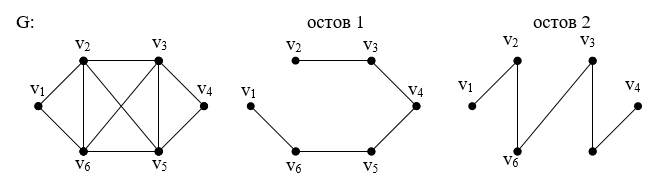 G: остов 1 остов 2
v2 v3 v2 v3 v2 v3
v1 v4 v1 v4 v1 v4
v6 v5 v6 v5 v6